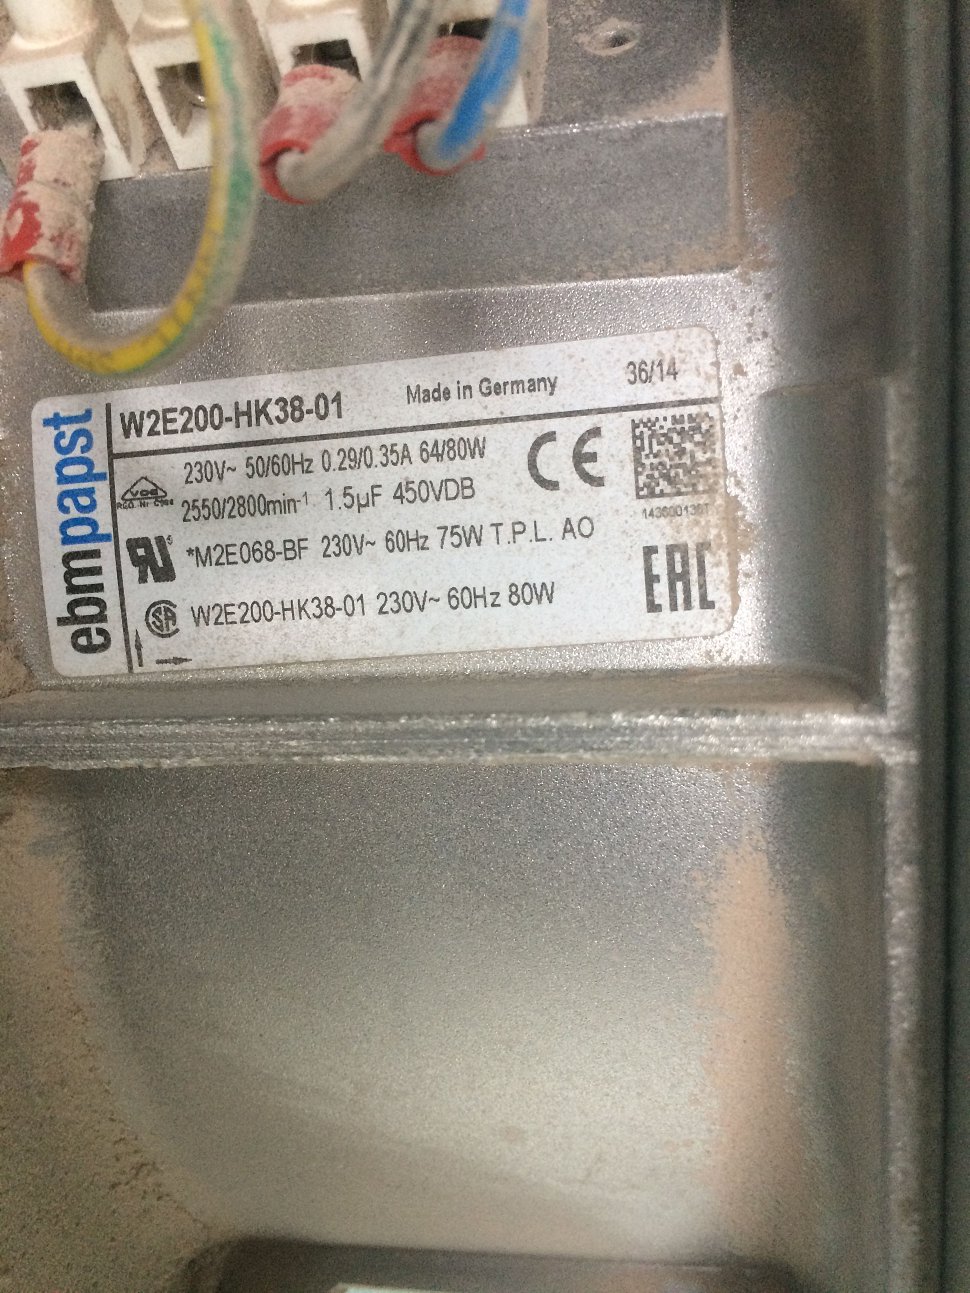 W2E200-HK38-01 Made in Germany 36/14
ebmpapst
230V~ 50/60Hz 0.29/0.35A 64/80W
VDE
2550/2800min-1 1.5µF 450VDB
CE
*M2E068-BF 230V~ 60Hz 75W T.P.L. AO
EAC
W2E200-HK38-01 230V~ 60Hz 80W